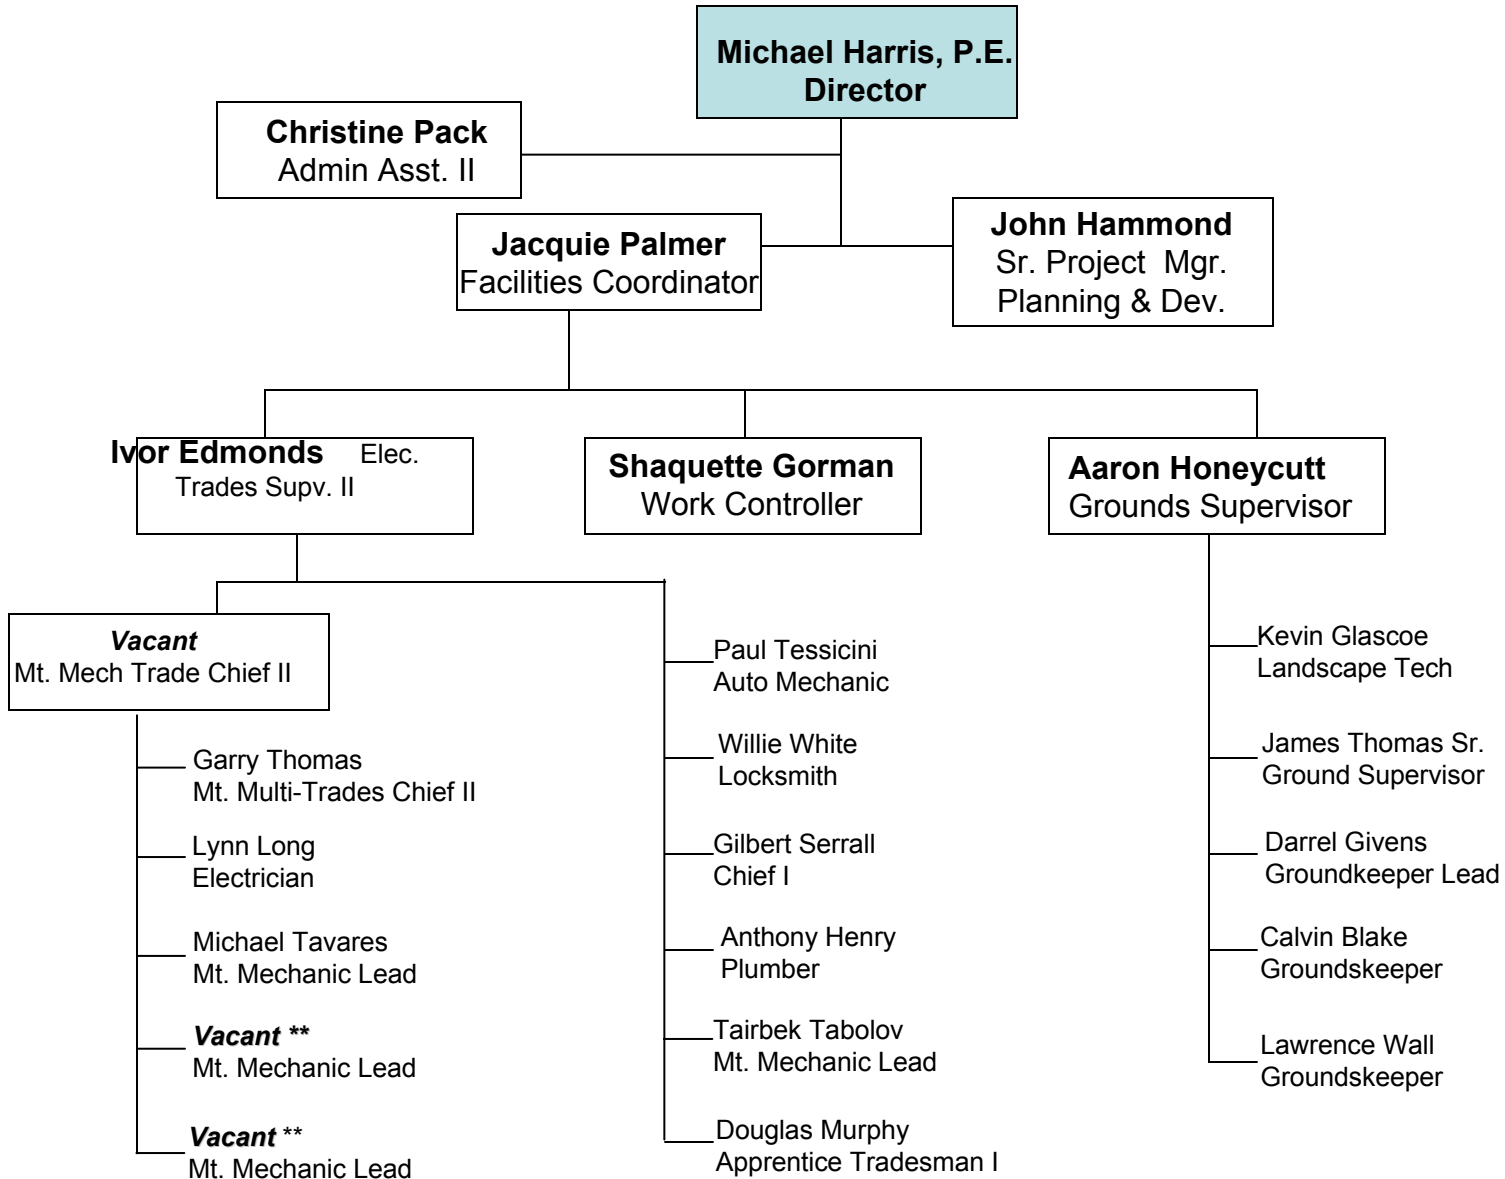 Michael Harris, P.E.
Director
Christine Pack
Admin Asst. II
Jacquie Palmer
Facilities Coordinator
John Hammond
Sr. Project Mgr.
Planning & Dev.
Ivor Edmonds Elec.
Trades Supv. II
Shaquette Gorman
Work Controller
Aaron Honeycutt
Grounds Supervisor
Vacant
Mt. Mech Trade Chief II
Garry Thomas
Mt. Multi-Trades Chief II
Lynn Long
Electrician
Michael Tavares
Mt. Mechanic Lead
Vacant **
Mt. Mechanic Lead
Vacant **
Mt. Mechanic Lead
Paul Tessicini
Auto Mechanic
Willie White
Locksmith
Gilbert Serrall
Chief I
Anthony Henry
Plumber
Tairbek Tabolov
Mt. Mechanic Lead
Douglas Murphy
Apprentice Tradesman I
Kevin Glascoe
Landscape Tech
James Thomas Sr.
Ground Supervisor
Darrel Givens
Groundkeeper Lead
Calvin Blake
Groundskeeper
Lawrence Wall
Groundskeeper